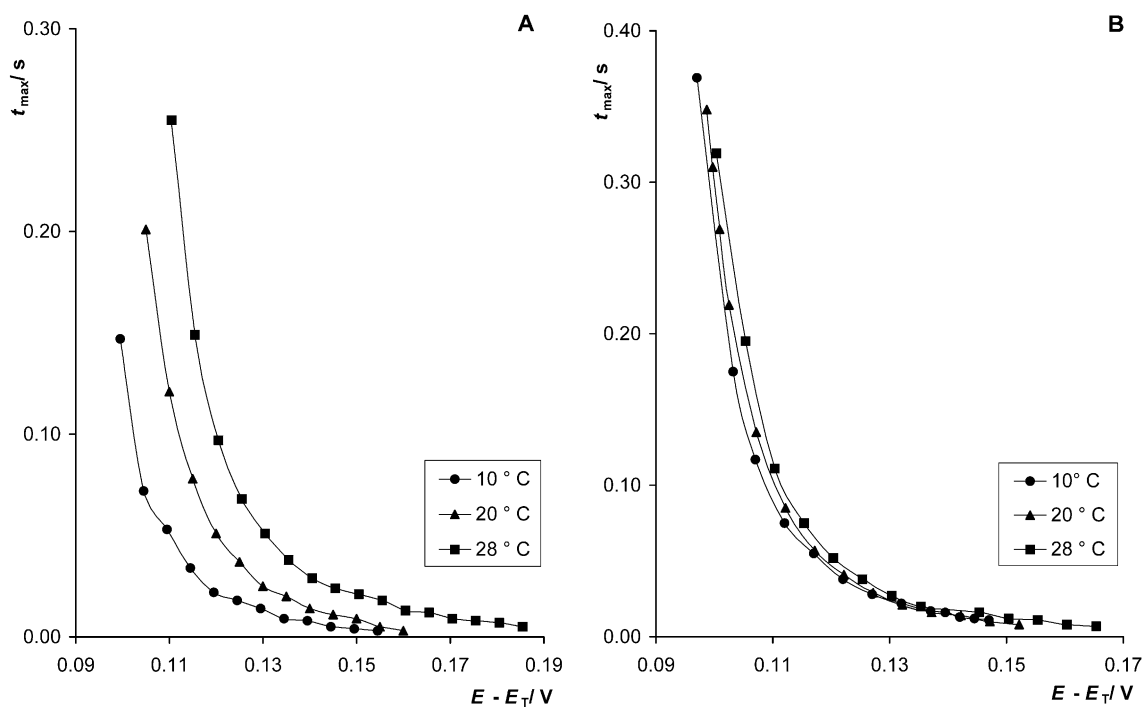 A
t max/ s
0.30
0.20
0.10
0.00
0.09 0.11 0.13 0.15 0.17 0.19
E - ET/ V
10 ° C
20 ° C
28 ° C
B
t max/ s
0.40
0.30
0.20
0.10
0.00
0.09 0.11 0.13 0.15 0.17
E - ET/ V
10° C
20 ° C
28 ° C